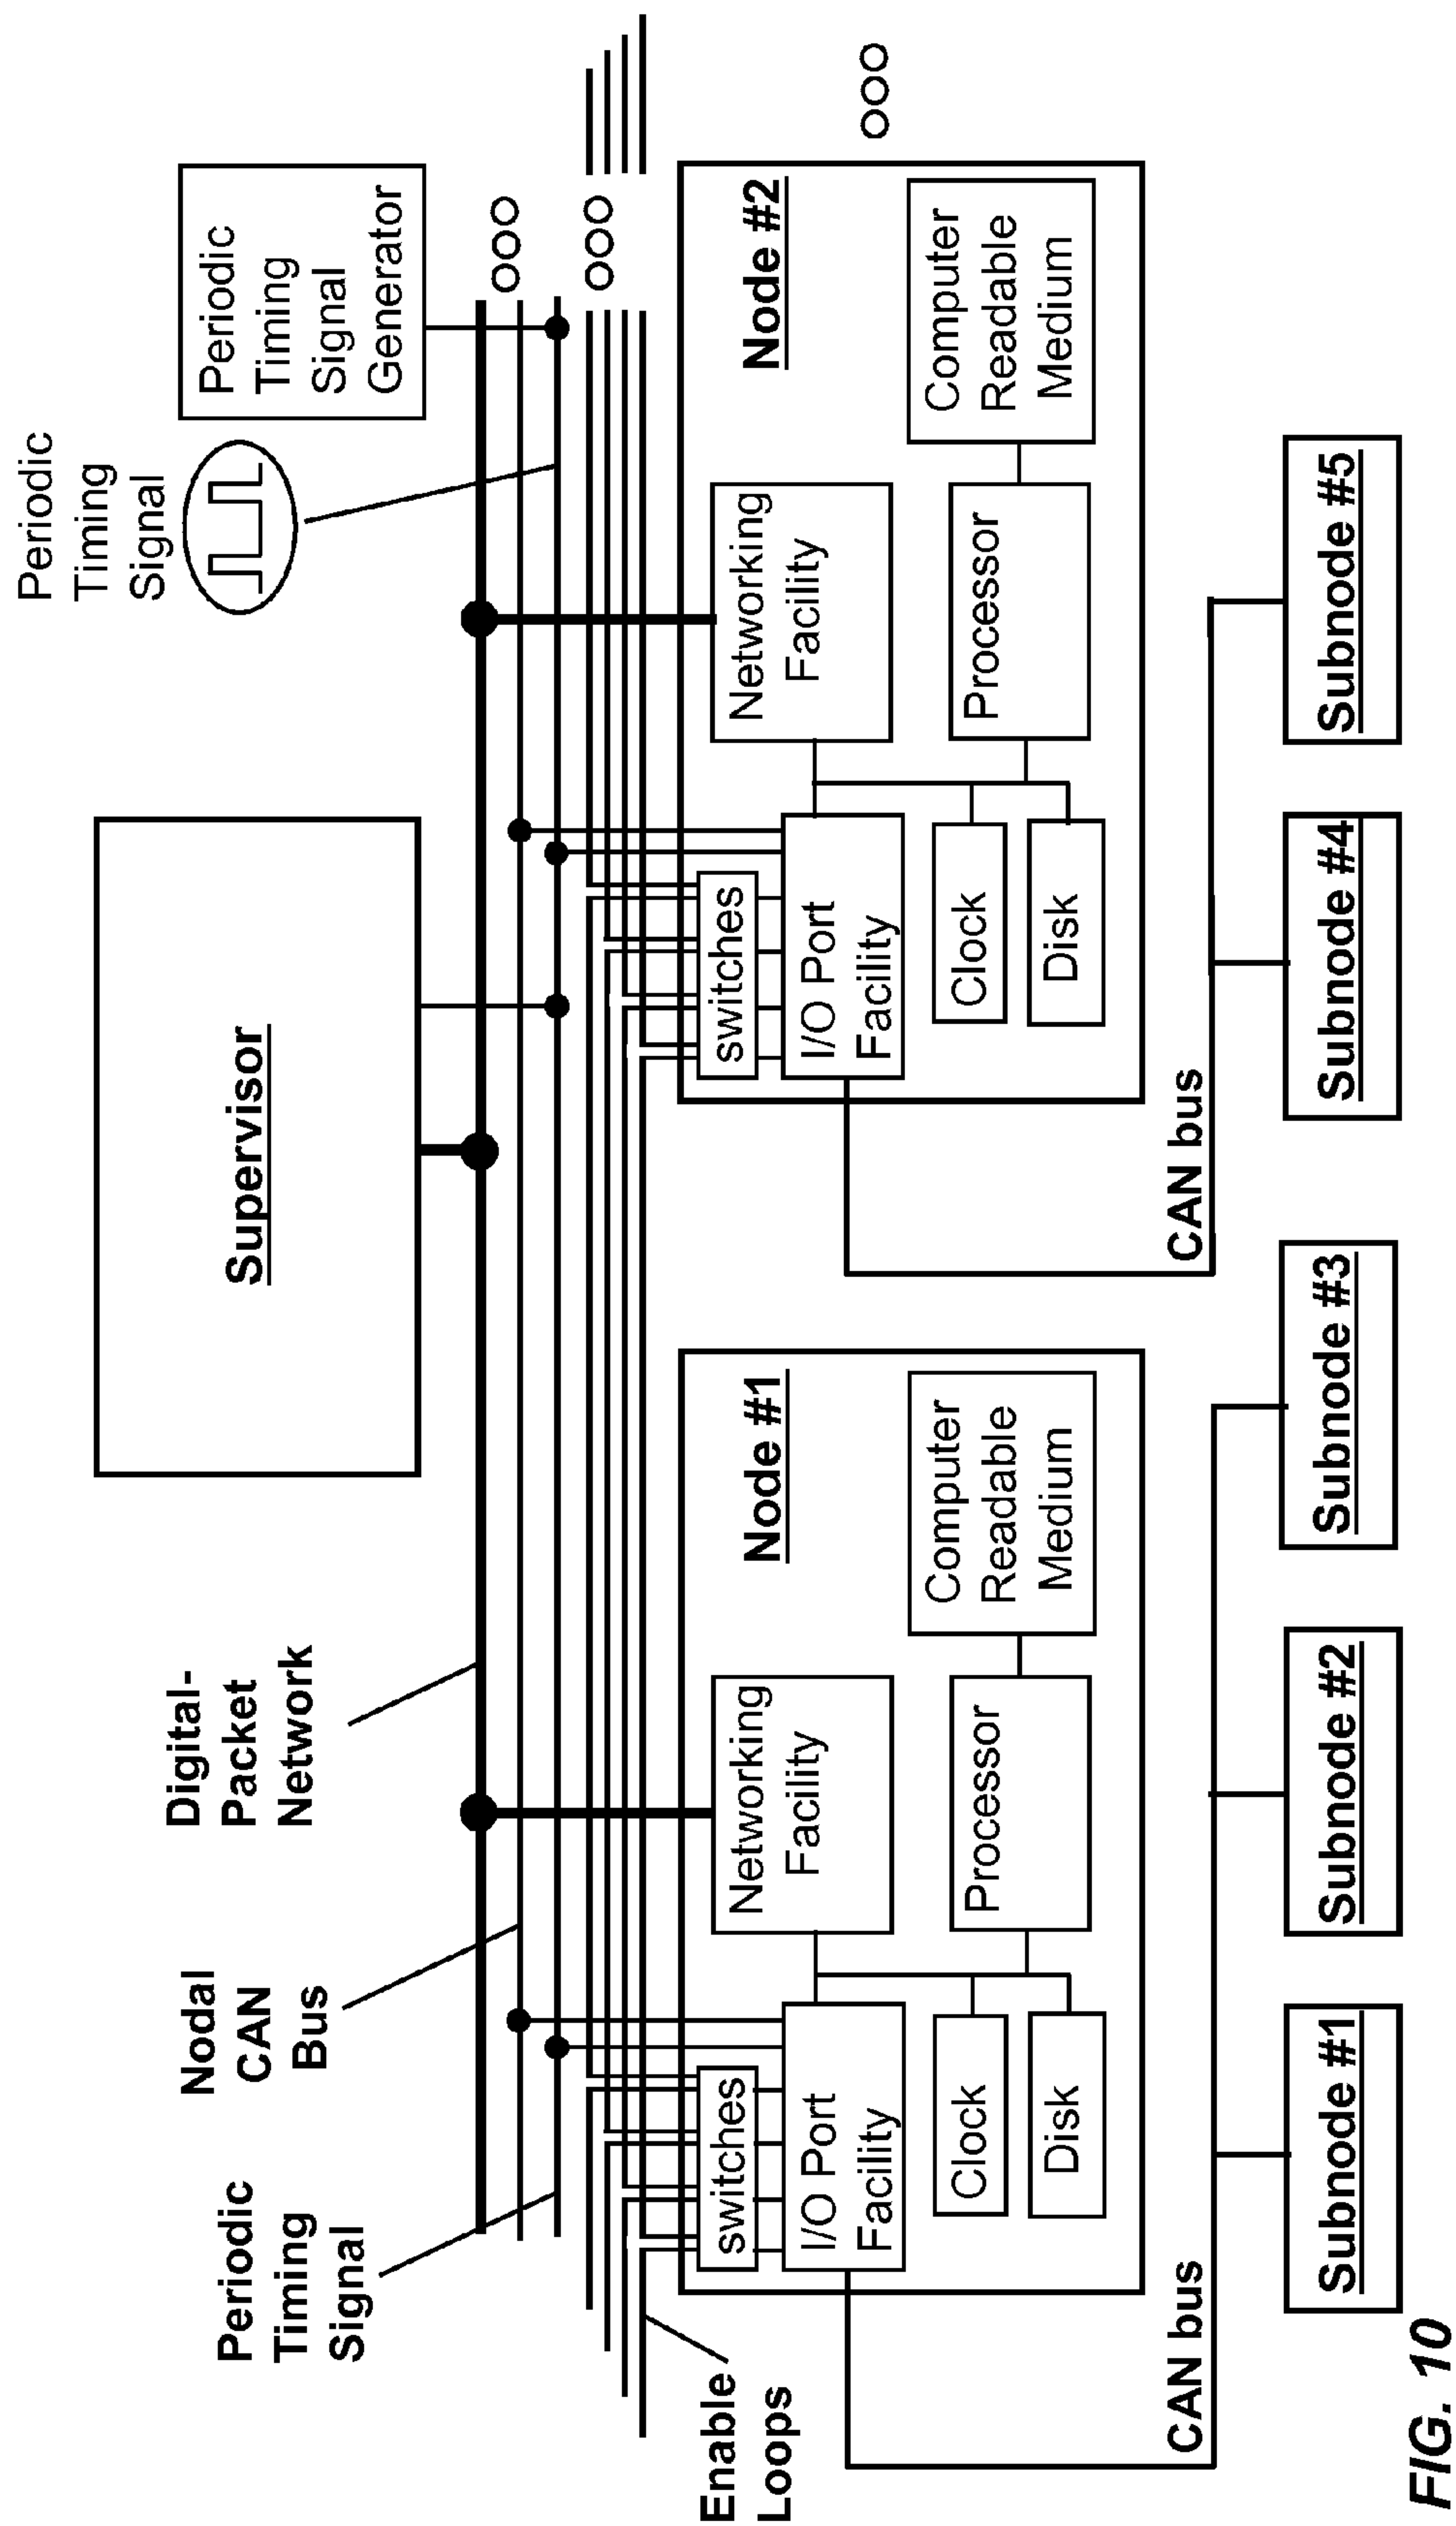 Supervisor
Periodic
Timing
Signal
Periodic
Timing
Signal
Generator
Digital-
Packet
Network
Nodal
CAN
Bus
Periodic
Timing
Signal
Enable
Loops
Node #1
switches
I/O Port
Facility
Networking
Facility
Clock
Disk
Processor
Computer
Readable
Medium
Node #2
switches
I/O Port
Facility
Networking
Facility
Clock
Disk
Processor
Computer
Readable
Medium
CAN bus
CAN bus
Subnode #1
Subnode #2
Subnode #3
Subnode #4
Subnode #5
FIG. 10